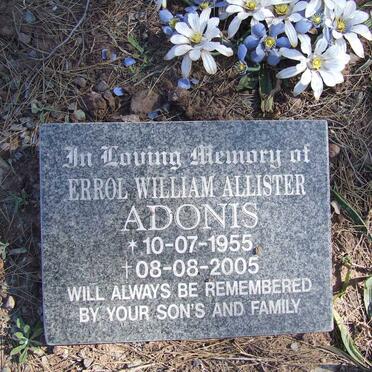 In Loving Memory of
ERROL WILLIAM ALLISTER
ADONIS
* 10-07-1955
† 08-08-2005
WILL ALWAYS BE REMEMBERED
BY YOUR SON'S AND FAMILY